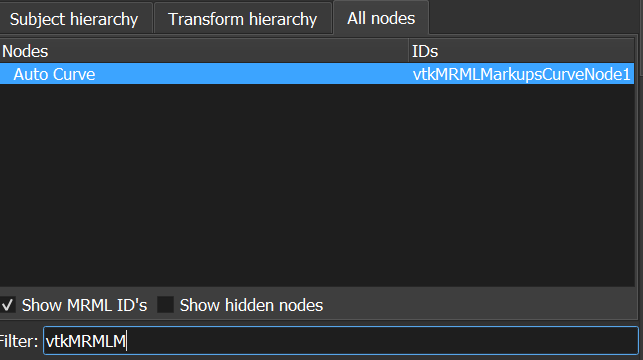 Subject hierarchy Transform hierarchy All nodes
Nodes IDs
Auto Curve vtkMRMLMarkupsCurveNode1
Show MRML ID's Show hidden nodes
Filter: vtkMRMLM